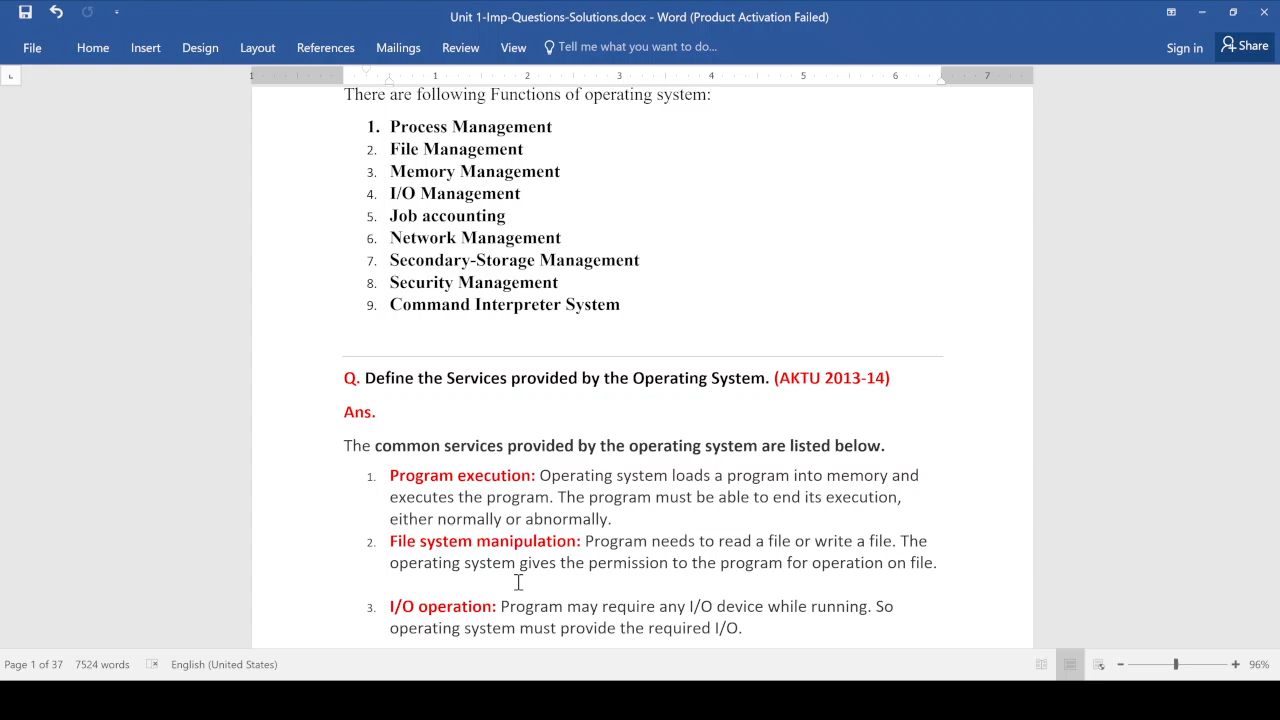 Unit 1-Imp-Questions-Solutions.docx - Word (Product Activation Failed)
File Home Insert Design Layout References Mailings Review View Tell me what you want to do... Sign in Share
1 1 2 3 4 5 6 7
There are following Functions of operating system:
1. Process Management
2. File Management
3. Memory Management
4. I/O Management
5. Job accounting
6. Network Management
7. Secondary-Storage Management
8. Security Management
9. Command Interpreter System
Q. Define the Services provided by the Operating System. (AKTU 2013-14)
Ans.
The common services provided by the operating system are listed below.
1. Program execution: Operating system loads a program into memory and
executes the program. The program must be able to end its execution,
either normally or abnormally.
2. File system manipulation: Program needs to read a file or write a file. The
operating system gives the permission to the program for operation on file.
3. I/O operation: Program may require any I/O device while running. So
operating system must provide the required I/O.
Page 1 of 37 7524 words English (United States) 96%